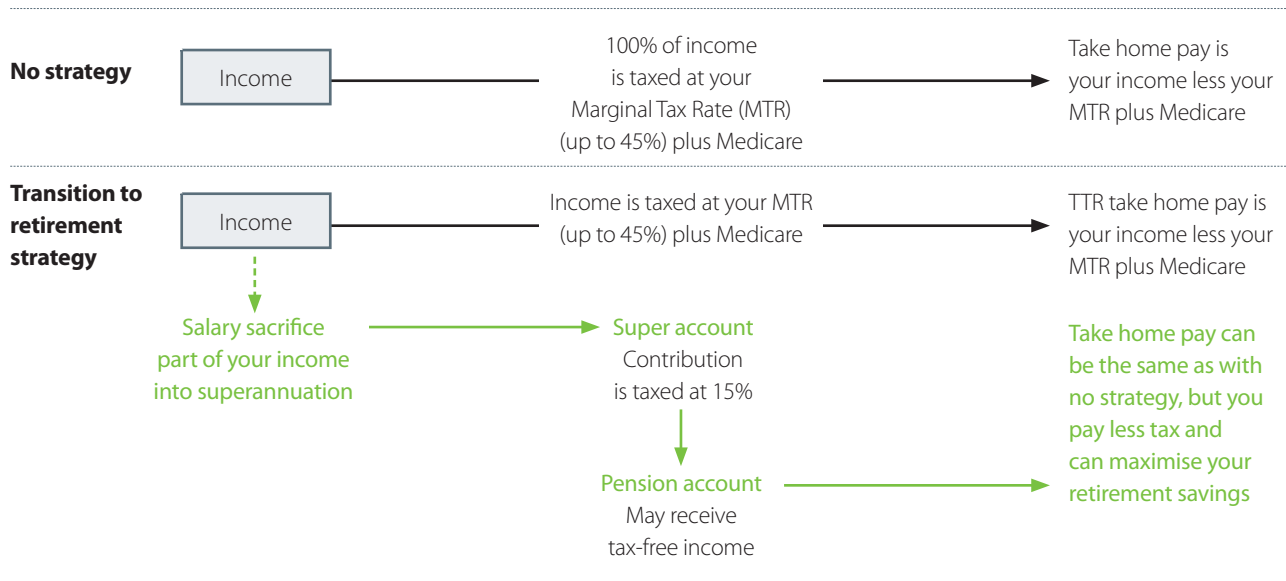 No strategy
Income
100% of income
is taxed at your
Marginal Tax Rate (MTR)
(up to 45%) plus Medicare
Take home pay is
your income less your
MTR plus Medicare
Transition to
retirement
strategy
Income
Income is taxed at your MTR
(up to 45%) plus Medicare
TTR take home pay is
your income less your
MTR plus Medicare
Salary sacrifice
part of your income
into superannuation
Super account
Contribution
is taxed at 15%
Pension account
May receive
tax-free income
Take home pay can
be the same as with
no strategy, but you
pay less tax and
can maximise your
retirement savings